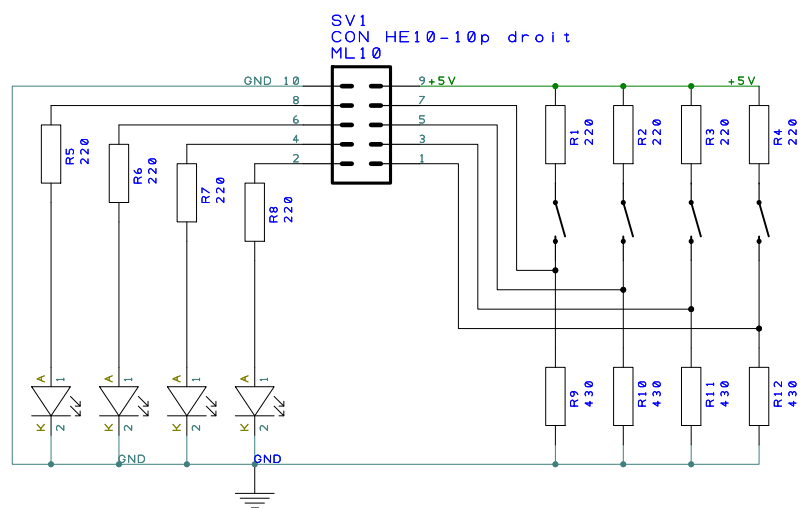 SV1
CON HE10-10p droit
ML10
GND 10
9 +5V
+5V
8
7
6
5
4
3
2
1
R1 220
R2 220
R3 220
R4 220
R5 220
R6 220
R7 220
R8 220
A 1
A 1
A 1
A 1
R9 430
R10 430
R11 430
R12 430
K 2
K 2
K 2
K 2
GND
GND